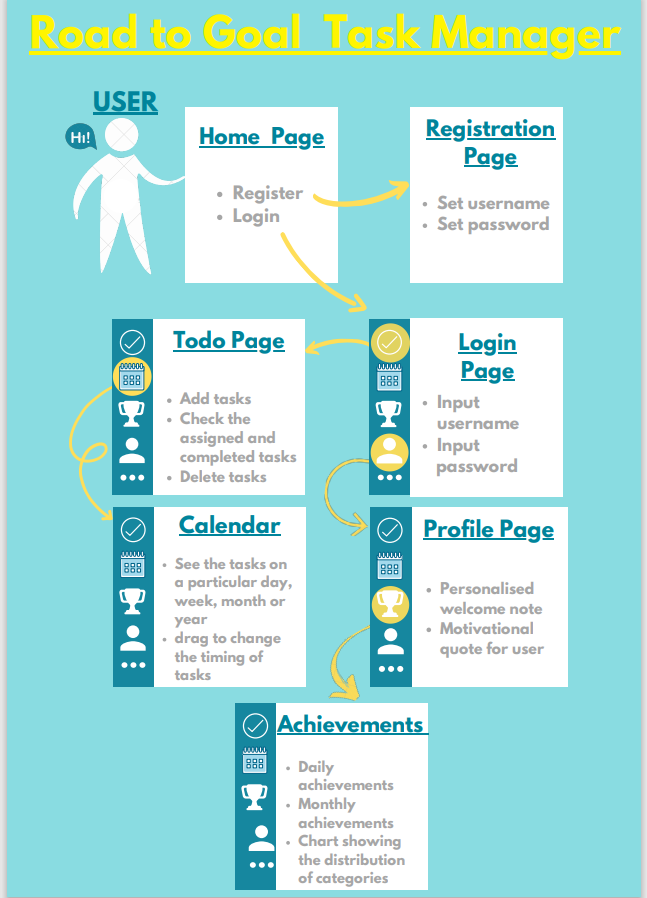 Road to Goal Task Manager
USER
Hi!
Home Page
Register
Login
Registration
Page
Set username
Set password
Todo Page
Add tasks
Check the
assigned and
completed tasks
Delete tasks
Login
Page
Input
username
Input
password
Calendar
See the tasks on
a particular day,
week, month or
year
drag to change
the timing of
tasks
Profile Page
Personalised
welcome note
Motivational
quote for user
Achievements
Daily
achievements
Monthly
achievements
Chart showing
the distribution
of categories